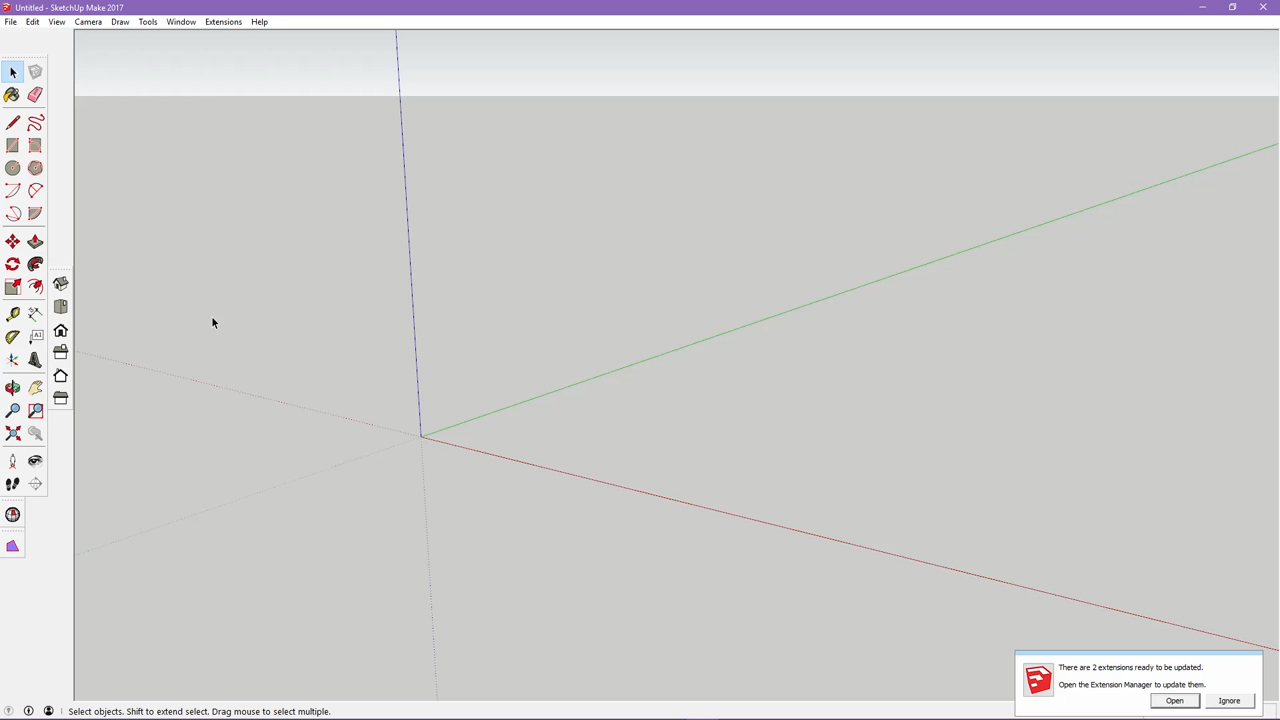 Untitled - SketchUp Make 2017
File Edit View Camera Draw Tools Window Extensions Help
AI
There are 2 extensions ready to be updated.
Open the Extension Manager to update them.
Open Ignore
Select objects. Shift to extend select. Drag mouse to select multiple.